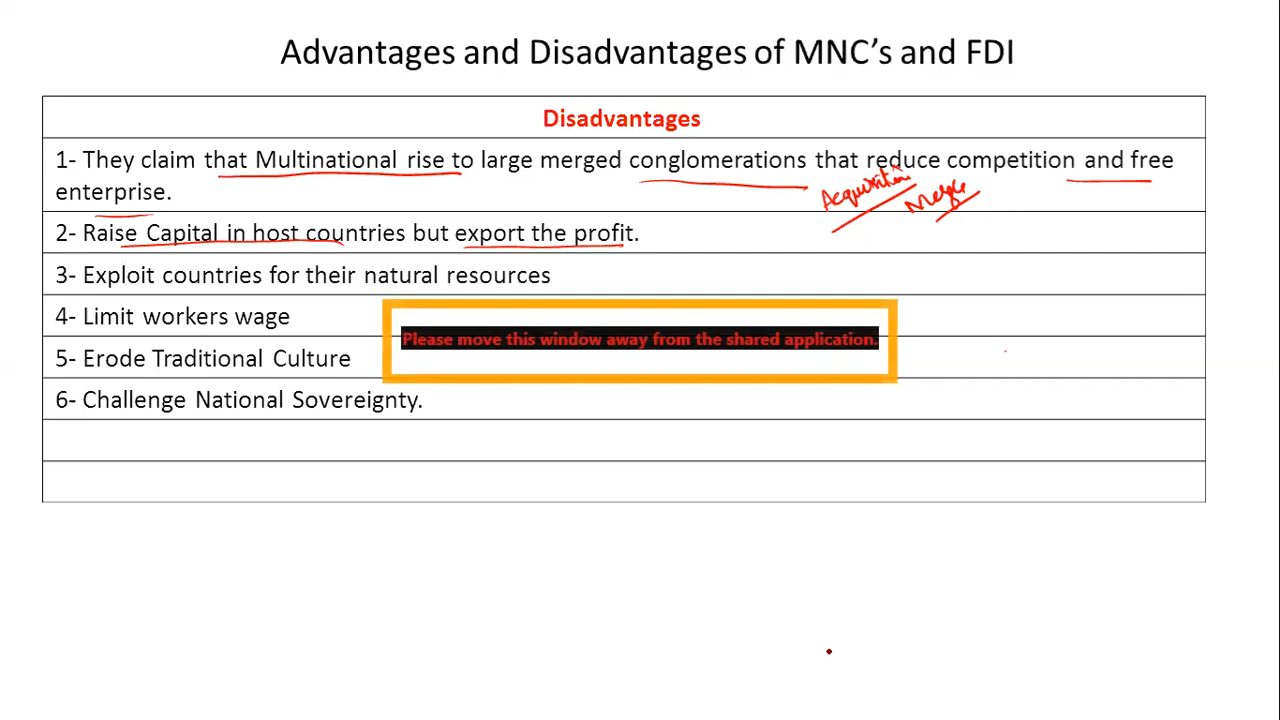 Advantages and Disadvantages of MNC’s and FDI
Disadvantages
1- They claim that Multinational rise to large merged conglomerations that reduce competition and free
enterprise.
Acquisition
Merge
2- Raise Capital in host countries but export the profit.
3- Exploit countries for their natural resources
4- Limit workers wage
Please move this window away from the shared application.
5- Erode Traditional Culture
6- Challenge National Sovereignty.